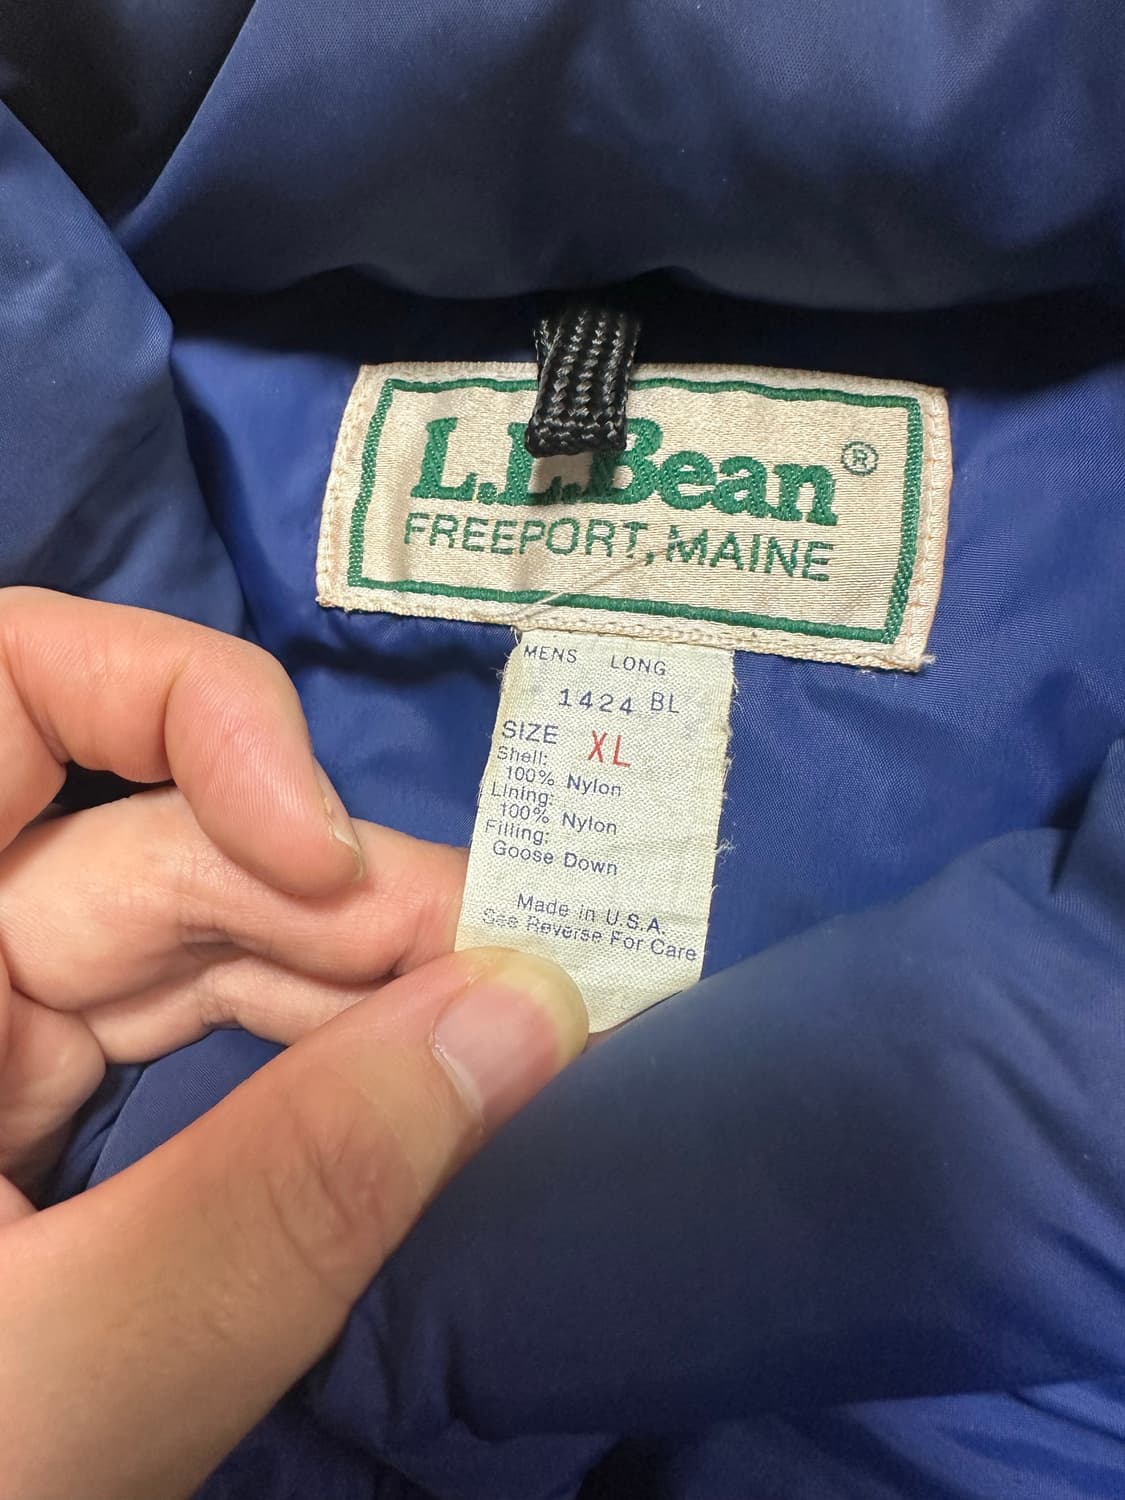 L.L.Bean®
FREEPORT, MAINE
MENS LONG
1424 BL
SIZE XL
Shell:
100% Nylon
Lining:
100% Nylon
Filling:
Goose Down
Made in U.S.A.
See Reverse For Care